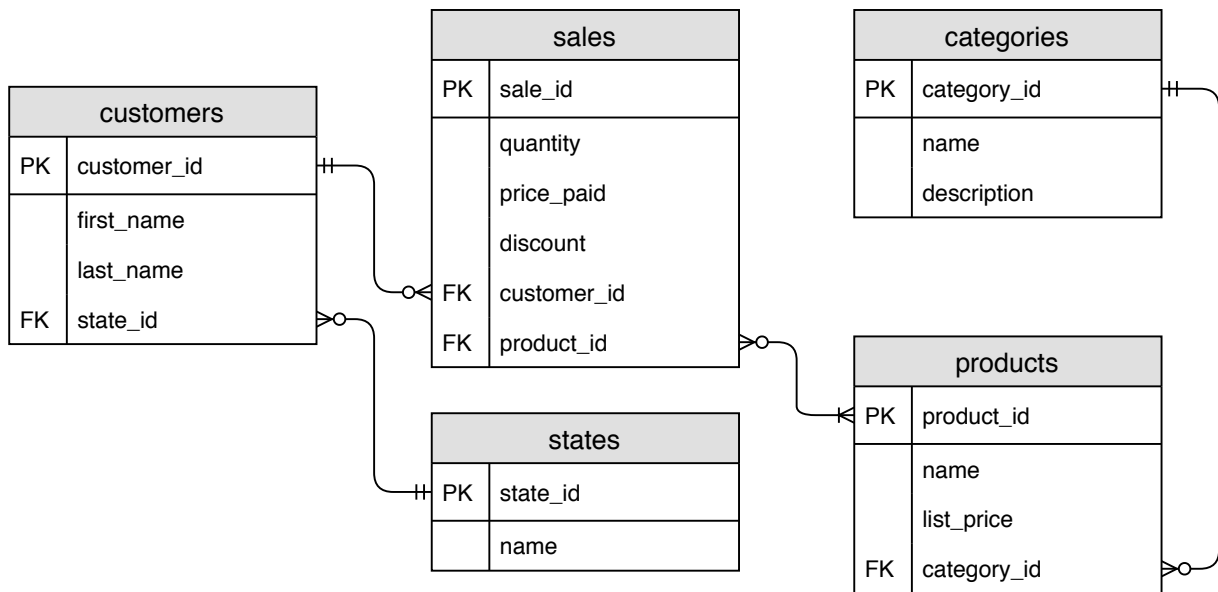 customers
PK customer_id
first_name
last_name
FK state_id
sales
PK sale_id
quantity
price_paid
discount
FK customer_id
FK product_id
states
PK state_id
name
categories
PK category_id
name
description
products
PK product_id
name
list_price
FK category_id